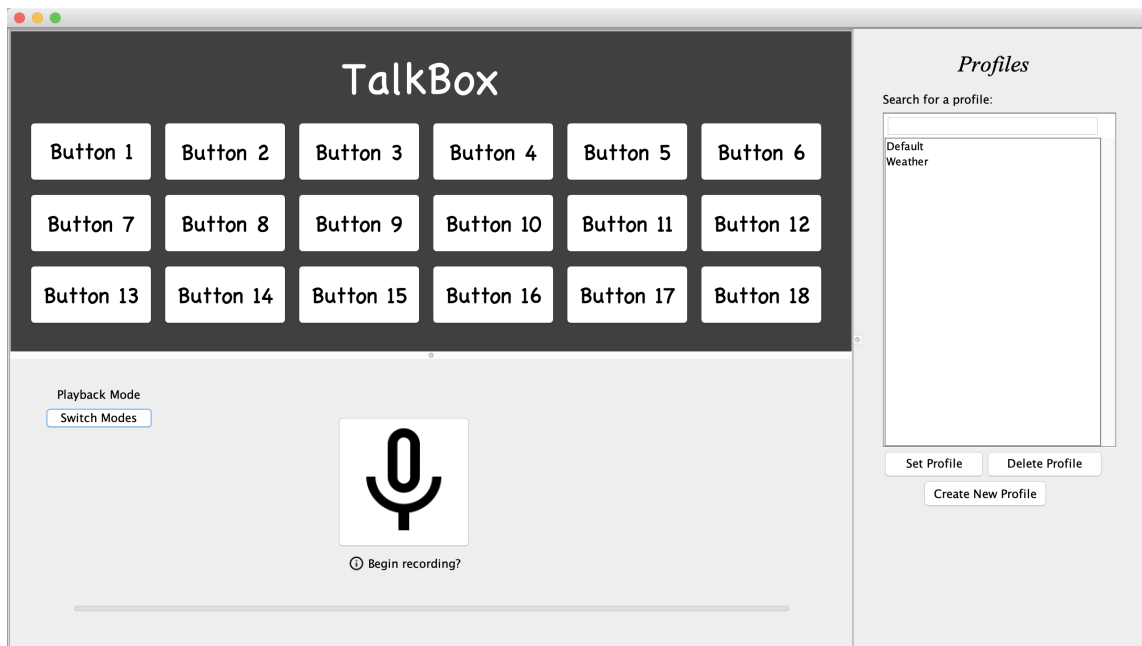 TalkBox
Button 1 Button 2 Button 3 Button 4 Button 5 Button 6
Button 7 Button 8 Button 9 Button 10 Button 11 Button 12
Button 13 Button 14 Button 15 Button 16 Button 17 Button 18
Playback Mode
Switch Modes
Begin recording?
Profiles
Search for a profile:
Default
Weather
Set Profile Delete Profile
Create New Profile